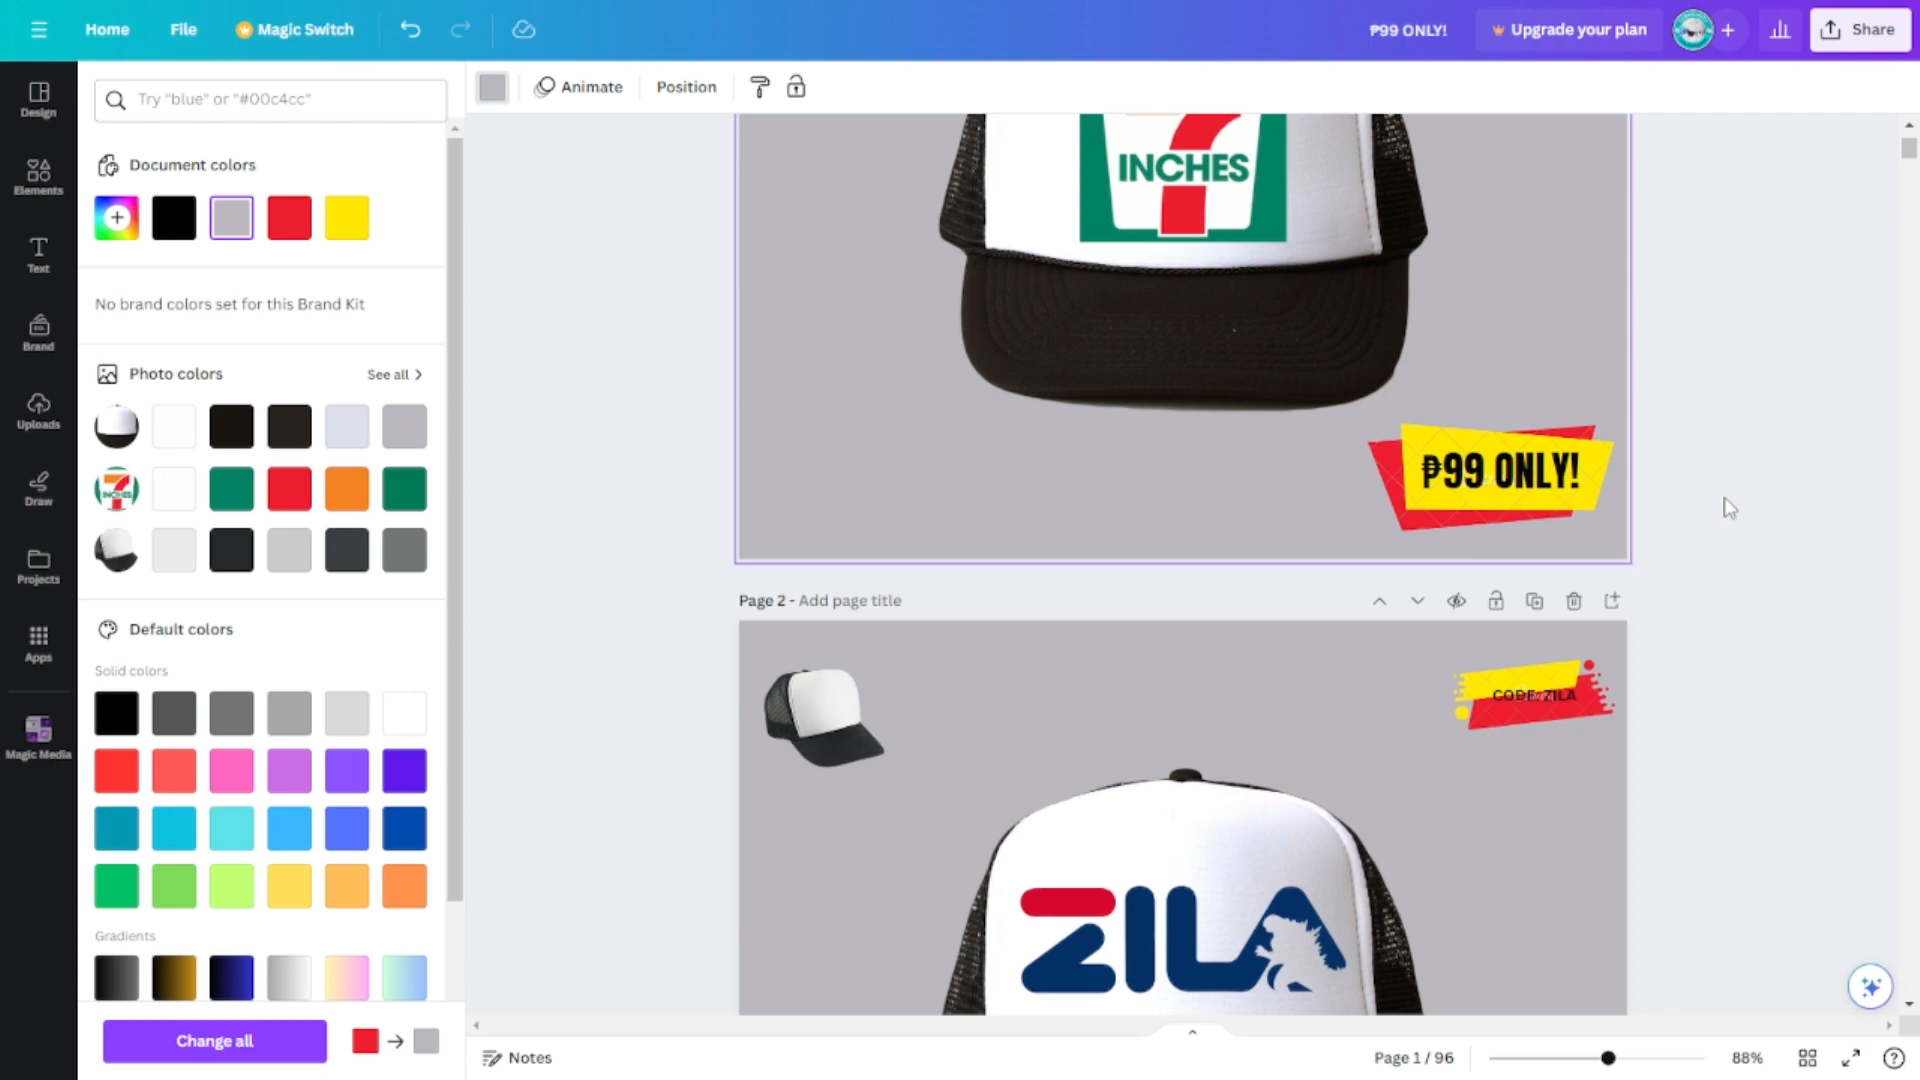 Home
File
Magic Switch
₱99 ONLY!
Upgrade your plan
Share
Design
Elements
Text
Brand
Uploads
Draw
Projects
Apps
Magic Media
Try "blue" or "#00c4cc"
Document colors
No brand colors set for this Brand Kit
Photo colors
See all
Default colors
Solid colors
Gradients
Change all
Animate
Position
7
INCHES
₱99 ONLY!
Page 2 - Add page title
CODE: ZILA
ZILA
Notes
Page 1 / 96
88%